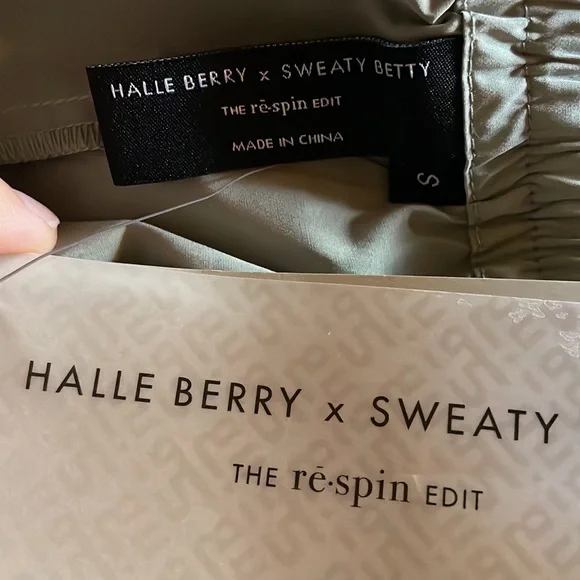 HALLE BERRY x SWEATY BETTY
THE rē·spin EDIT
MADE IN CHINA
S
HALLE BERRY x SWEATY
THE rē·spin EDIT